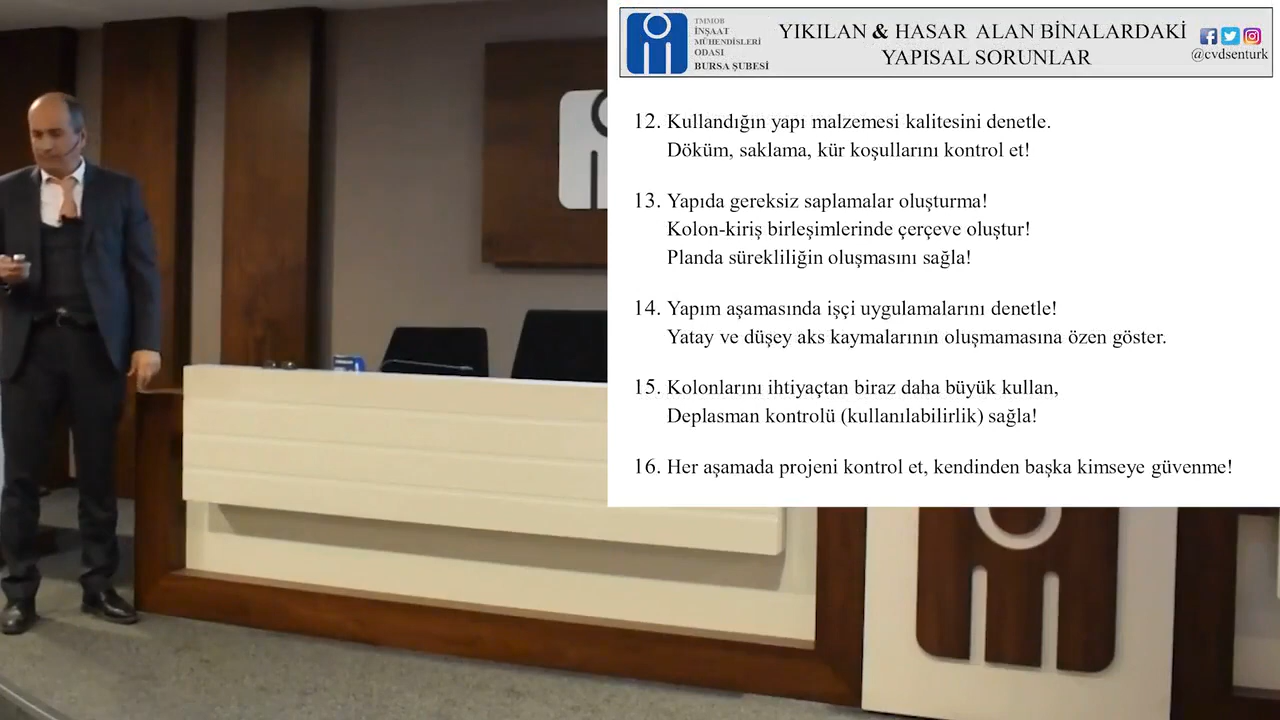 TMMOB
İNŞAAT
MÜHENDİSLERİ
ODASI
BURSA ŞUBESİ
YIKILAN & HASAR ALAN BİNALARDAKİ
YAPISAL SORUNLAR
@cvdsenturk
12. Kullandığın yapı malzemesi kalitesini denetle.
Döküm, saklama, kür koşullarını kontrol et!
13. Yapıda gereksiz saplamalar oluşturma!
Kolon-kiriş birleşimlerinde çerçeve oluştur!
Planda sürekliliğin oluşmasını sağla!
14. Yapım aşamasında işçi uygulamalarını denetle!
Yatay ve düşey aks kaymalarının oluşmamasına özen göster.
15. Kolonlarını ihtiyaçtan biraz daha büyük kullan,
Deplasman kontrolü (kullanılabilirlik) sağla!
16. Her aşamada projeni kontrol et, kendinden başka kimseye güvenme!